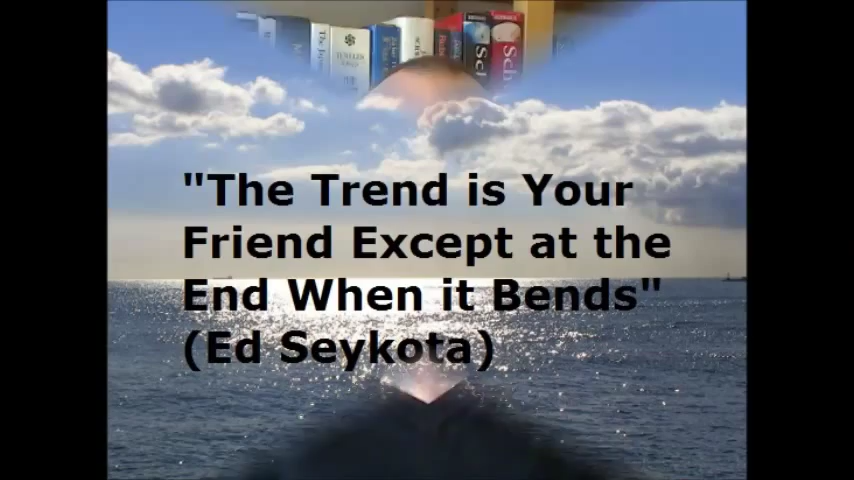 "The Trend is Your
Friend Except at the
End When it Bends"
(Ed Seykota)